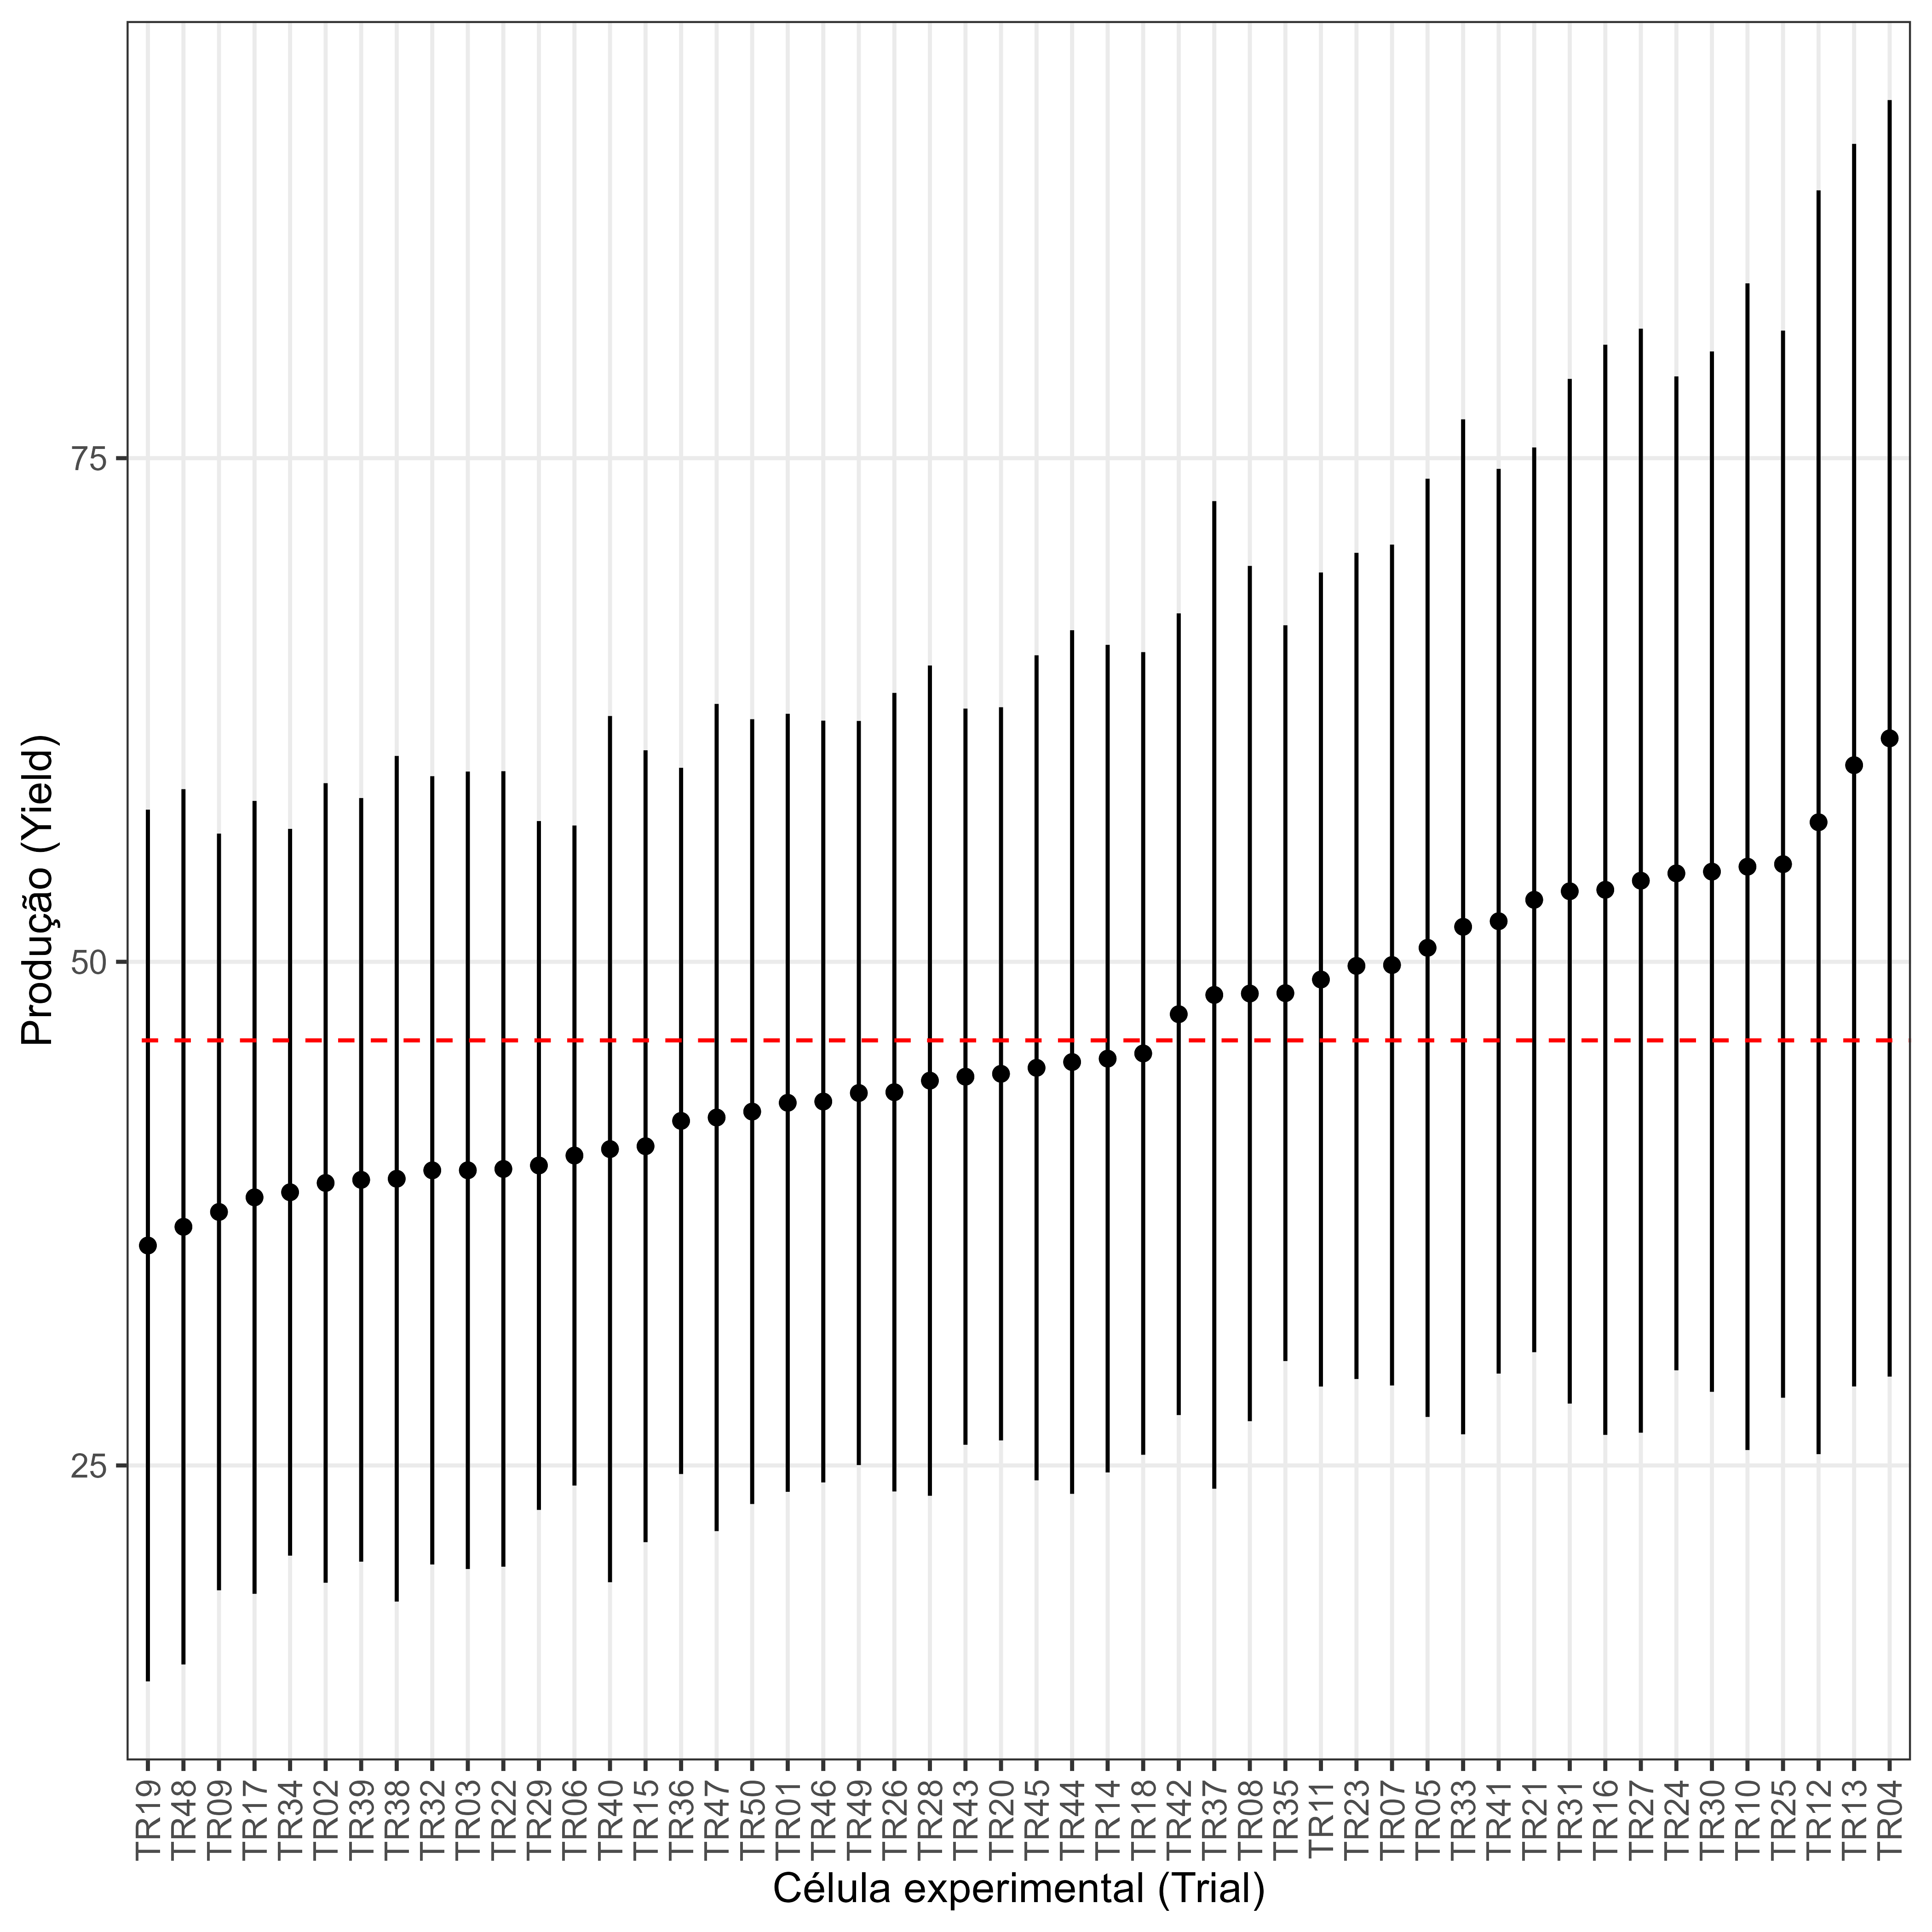 Produção (Yield)
75
50
25
TR19
TR48
TR09
TR17
TR34
TR02
TR39
TR38
TR32
TR03
TR22
TR29
TR06
TR40
TR15
TR36
TR47
TR50
TR01
TR46
TR49
TR26
TR28
TR43
TR20
TR45
TR44
TR14
TR18
TR42
TR37
TR08
TR35
TR11
TR23
TR07
TR05
TR33
TR41
TR21
TR31
TR16
TR27
TR24
TR30
TR10
TR25
TR12
TR13
TR04
Célula experimental (Trial)